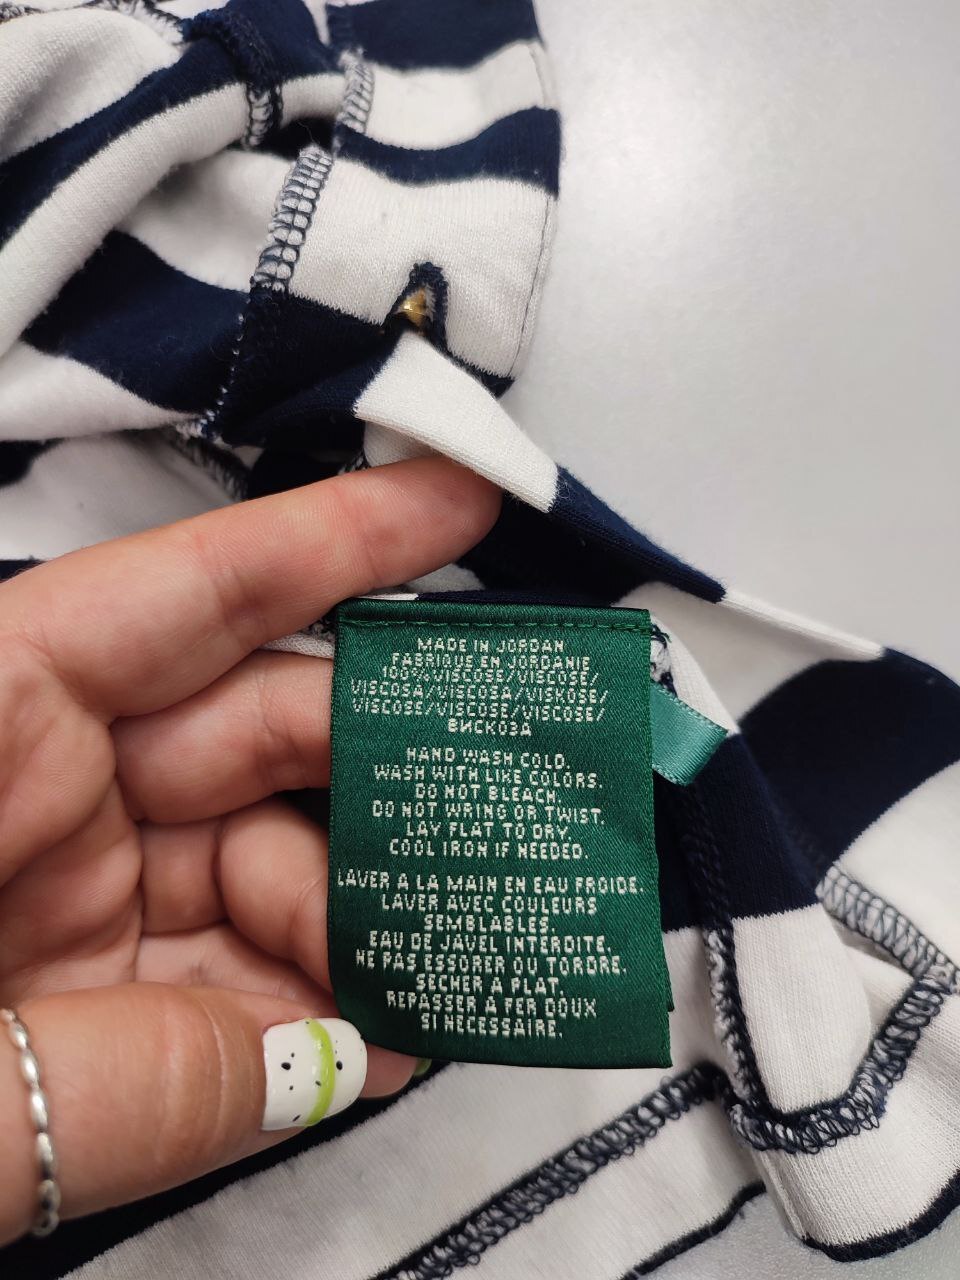 MADE IN JORDAN
FABRIQUE EN JORDANIE
100%VISCOSE/VISCOSE/
VISCOSA/VISCOSA/VISKOSE/
VISCOSE/VISCOSE/VISCOSE/
ВИСКОЗА
HAND WASH COLD.
WASH WITH LIKE COLORS.
DO NOT BLEACH.
DO NOT WRING OR TWIST.
LAY FLAT TO DRY.
COOL IRON IF NEEDED.
LAVER A LA MAIN EN EAU FROIDE.
LAVER AVEC COULEURS
SEMBLABLES.
EAU DE JAVEL INTERDITE.
NE PAS ESSORER OU TORDRE.
SECHER A PLAT.
REPASSER A FER DOUX
SI NECESSAIRE.